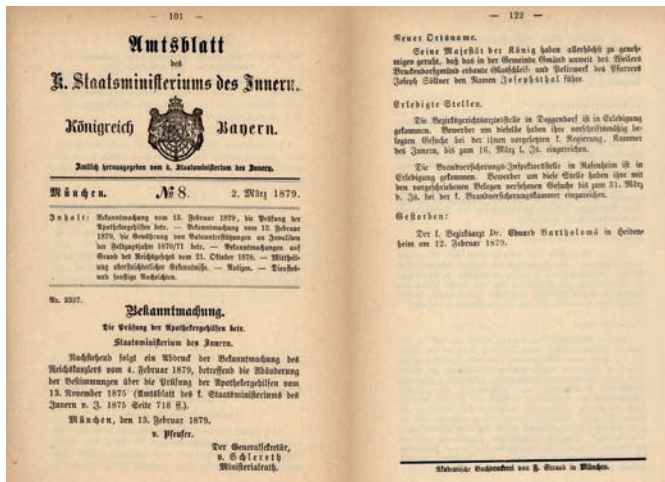 — 101 —
Amtsblatt
des
K. Staatsministeriums des Innern.
Königreich Bayern.
Amtlich herausgegeben vom k. Staatsministerium des Innern.
München. № 8. 2. März 1879.
Inhalt: Bekanntmachung vom 13. Februar 1879, die Prüfung der
Apothekergehilfen betr. — Bekanntmachung vom 13. Februar
1879, die Gewährung von Badeunterstützungen an Invaliden
der Feldzugsjahre 1870/71 betr. — Bekanntmachungen auf
Grund des Reichsgesetzes vom 21. Oktober 1878. — Mittheil-
ung oberstrichterlicher Erkenntnisse. — Notizen. — Dienstes-
und sonstige Nachrichten.
Nr. 2337.
Bekanntmachung.
Die Prüfung der Apothekergehilfen betr.
Staatsministerium des Innern.
Nachstehend folgt ein Abdruck der Bekanntmachung des
Reichskanzlers vom 4. Februar 1879, betreffend die Abänderung
der Bestimmungen über die Prüfung der Apothekergehilfen vom
13. November 1875 (Amtsblatt des k. Staatsministeriums des
Innern v. J. 1875 Seite 718 ff.).
München, den 13. Februar 1879.
v. Pfeufer.
Der Generalsekretär,
v. Schlereth
Ministerialrath.
— 122 —
Neuer Ortsname.
Seine Majestät der König haben allerhöchst zu geneh-
migen geruht, daß das in der Gemeinde Gmünd unweit des Weilers
Bruckendorfgmünd erbaute Glasschleif- und Polirwerk des Pfarrers
Joseph Söllner den Namen Josephsthal führe.
Erledigte Stellen.
Die Bezirksgerichtsarztesstelle in Deggendorf ist in Erledigung
gekommen. Bewerber um dieselbe haben ihre vorschriftsmäßig be-
legten Gesuche bei der ihnen vorgesetzten k. Regierung, Kammer
des Innern, bis zum 16. März l. Js. einzureichen.
Die Brandversicherungs-Inspektorstelle in Rosenheim ist in
Erledigung gekommen. Bewerber um diese Stelle haben ihre mit
den vorgeschriebenen Belegen versehenen Gesuche bis zum 31. März
d. Js. bei der k. Brandversicherungskammer einzureichen.
Gestorben:
Der k. Bezirksarzt Dr. Eduard Bartholomä in Heiden-
heim am 12. Februar 1879.
Akademische Buchdruckerei von F. Straub in München.